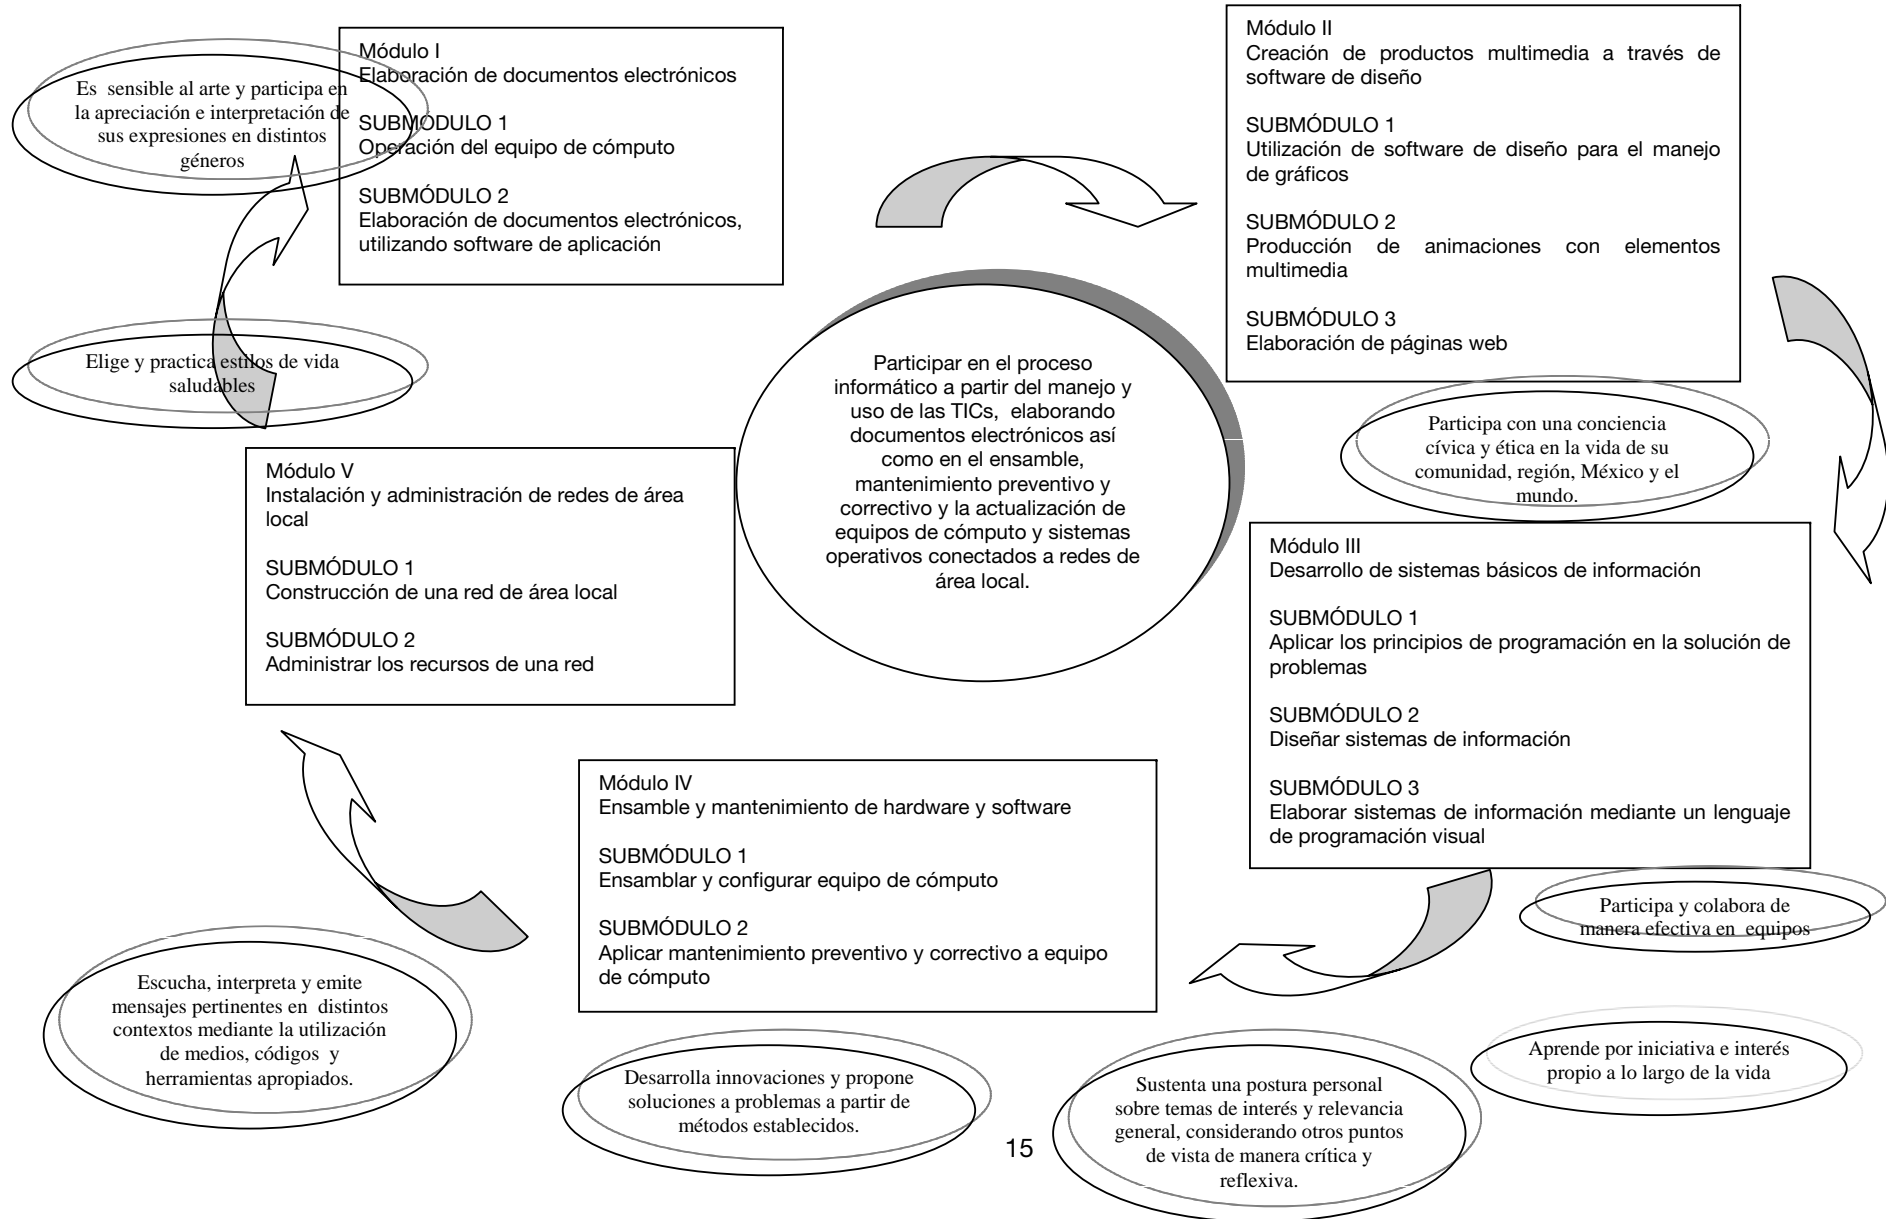 Módulo I
Elaboración de documentos electrónicos
SUBMÓDULO 1
Operación del equipo de cómputo
SUBMÓDULO 2
Elaboración de documentos electrónicos,
utilizando software de aplicación
Es sensible al arte y participa en
la apreciación e interpretación de
sus expresiones en distintos
géneros
Módulo II
Creación de productos multimedia a través de
software de diseño
SUBMÓDULO 1
Utilización de software de diseño para el manejo
de gráficos
SUBMÓDULO 2
Producción de animaciones con elementos
multimedia
SUBMÓDULO 3
Elaboración de páginas web
Elige y practica estilos de vida
saludables
Participar en el proceso
informático a partir del manejo y
uso de las TICs, elaborando
documentos electrónicos así
como en el ensamble,
mantenimiento preventivo y
correctivo y la actualización de
equipos de cómputo y sistemas
operativos conectados a redes de
área local.
Participa con una conciencia
cívica y ética en la vida de su
comunidad, región, México y el
mundo.
Módulo V
Instalación y administración de redes de área
local
SUBMÓDULO 1
Construcción de una red de área local
SUBMÓDULO 2
Administrar los recursos de una red
Módulo III
Desarrollo de sistemas básicos de información
SUBMÓDULO 1
Aplicar los principios de programación en la solución de
problemas
SUBMÓDULO 2
Diseñar sistemas de información
SUBMÓDULO 3
Elaborar sistemas de información mediante un lenguaje
de programación visual
Módulo IV
Ensamble y mantenimiento de hardware y software
SUBMÓDULO 1
Ensamblar y configurar equipo de cómputo
SUBMÓDULO 2
Aplicar mantenimiento preventivo y correctivo a equipo
de cómputo
Participa y colabora de
manera efectiva en equipos
Escucha, interpreta y emite
mensajes pertinentes en distintos
contextos mediante la utilización
de medios, códigos y
herramientas apropiados.
Desarrolla innovaciones y propone
soluciones a problemas a partir de
métodos establecidos.
Sustenta una postura personal
sobre temas de interés y relevancia
general, considerando otros puntos
de vista de manera crítica y
reflexiva.
Aprende por iniciativa e interés
propio a lo largo de la vida
15